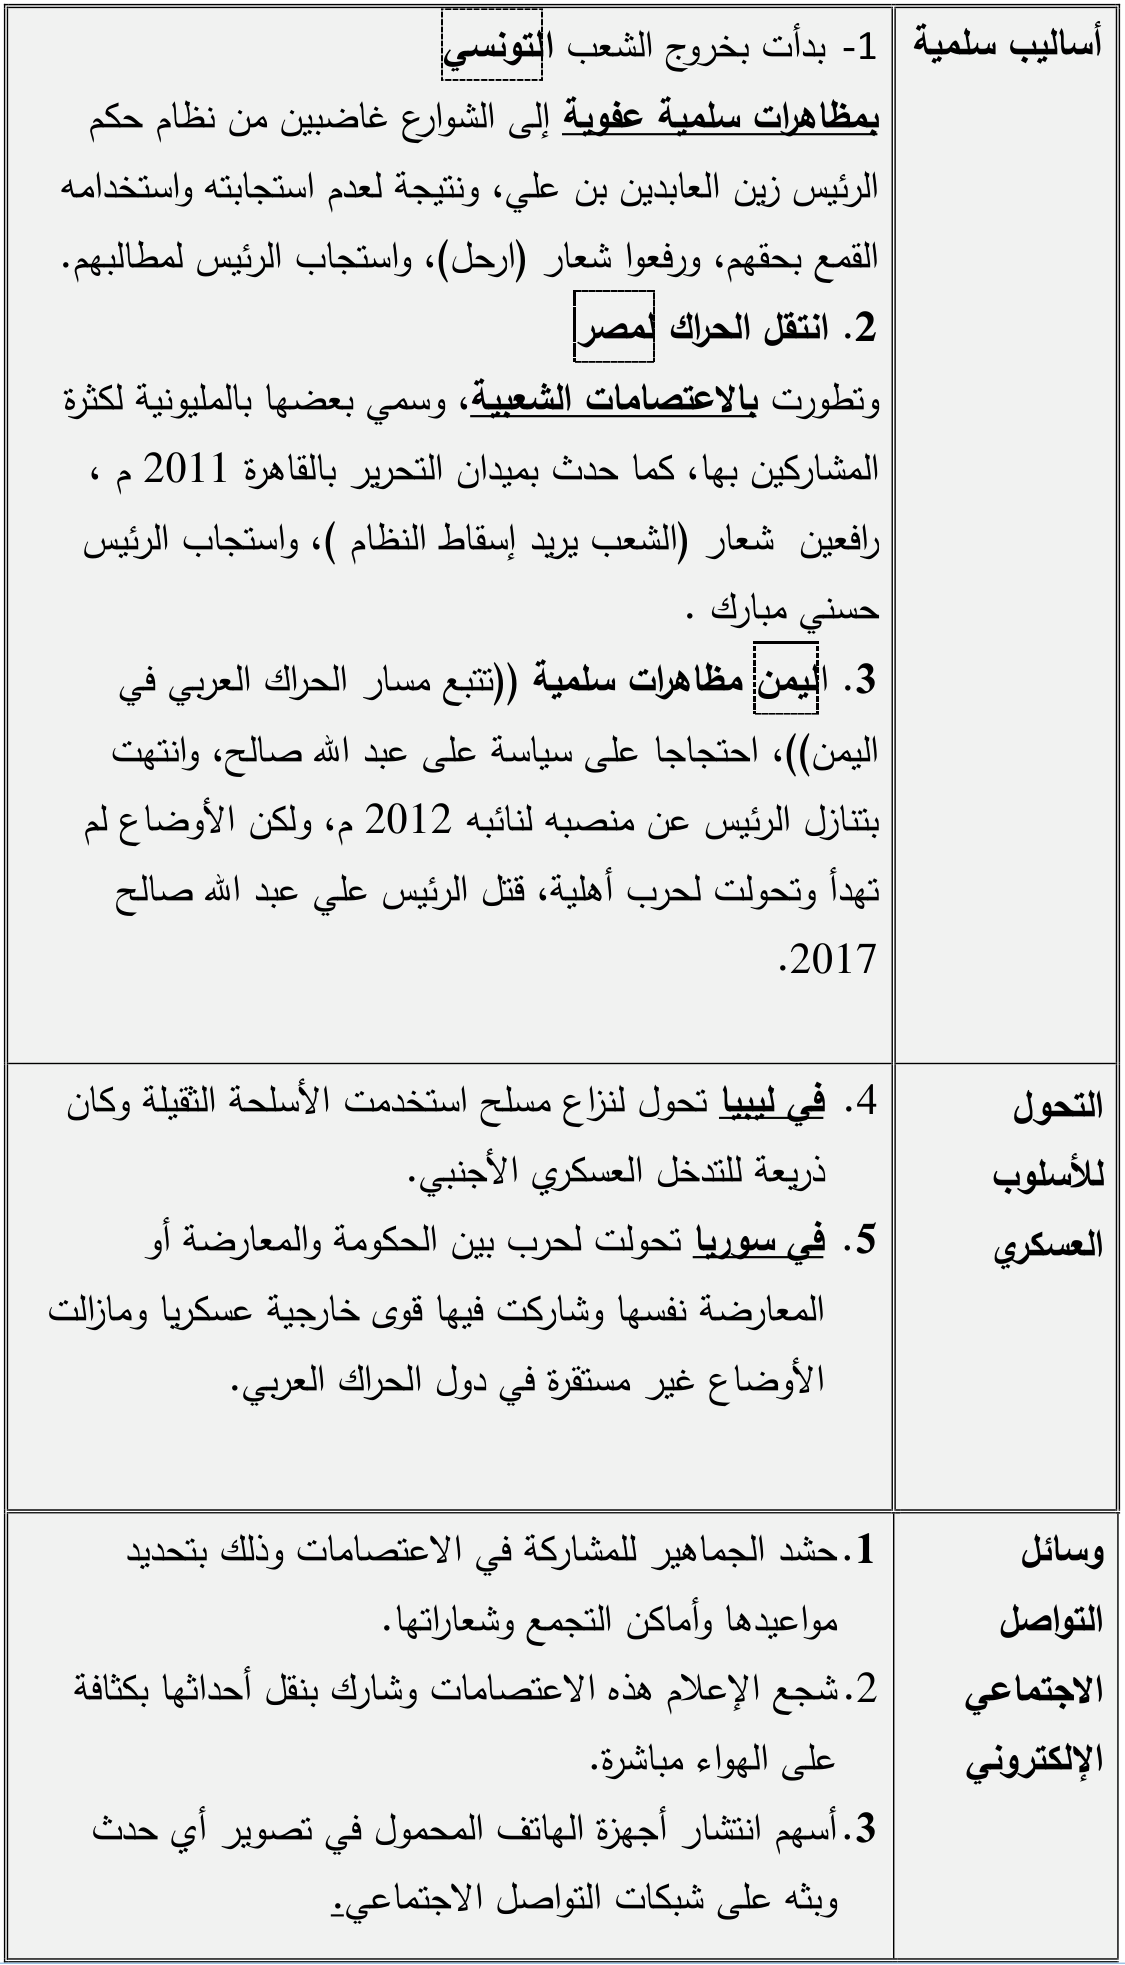 أساليب سلمية
1- بدأت بخروج الشعب التونسي
بمظاهرات سلمية عفوية إلى الشوارع غاضبين من نظام حكم
الرئيس زين العابدين بن علي، ونتيجة لعدم استجابته واستخدامه
القمع بحقهم، ورفعوا شعار (ارحل)، واستجاب الرئيس لمطالبهم.
2. انتقل الحراك لمصر
وتطورت بالاعتصامات الشعبية، وسمي بعضها بالمليونية لكثرة
المشاركين بها، كما حدث بميدان التحرير بالقاهرة 2011 م ،
رافعين شعار (الشعب يريد إسقاط النظام )، واستجاب الرئيس
حسني مبارك .
3. اليمن مظاهرات سلمية ((تتبع مسار الحراك العربي في
اليمن))، احتجاجا على سياسة على عبد الله صالح، وانتهت
بتنازل الرئيس عن منصبه لنائبه 2012 م، ولكن الأوضاع لم
تهدأ وتحولت لحرب أهلية، قتل الرئيس علي عبد الله صالح
2017.
التحول
للأسلوب
العسكري
4. في ليبيا تحول لنزاع مسلح استخدمت الأسلحة الثقيلة وكان
ذريعة للتدخل العسكري الأجنبي.
5. في سوريا تحولت لحرب بين الحكومة والمعارضة أو
المعارضة نفسها وشاركت فيها قوى خارجية عسكريا ومازالت
الأوضاع غير مستقرة في دول الحراك العربي.
وسائل
التواصل
الاجتماعي
الإلكتروني
1. حشد الجماهير للمشاركة في الاعتصامات وذلك بتحديد
مواعيدها وأماكن التجمع وشعاراتها.
2. شجع الإعلام هذه الاعتصامات وشارك بنقل أحداثها بكثافة
على الهواء مباشرة.
3. أسهم انتشار أجهزة الهاتف المحمول في تصوير أي حدث
وبثه على شبكات التواصل الاجتماعي.